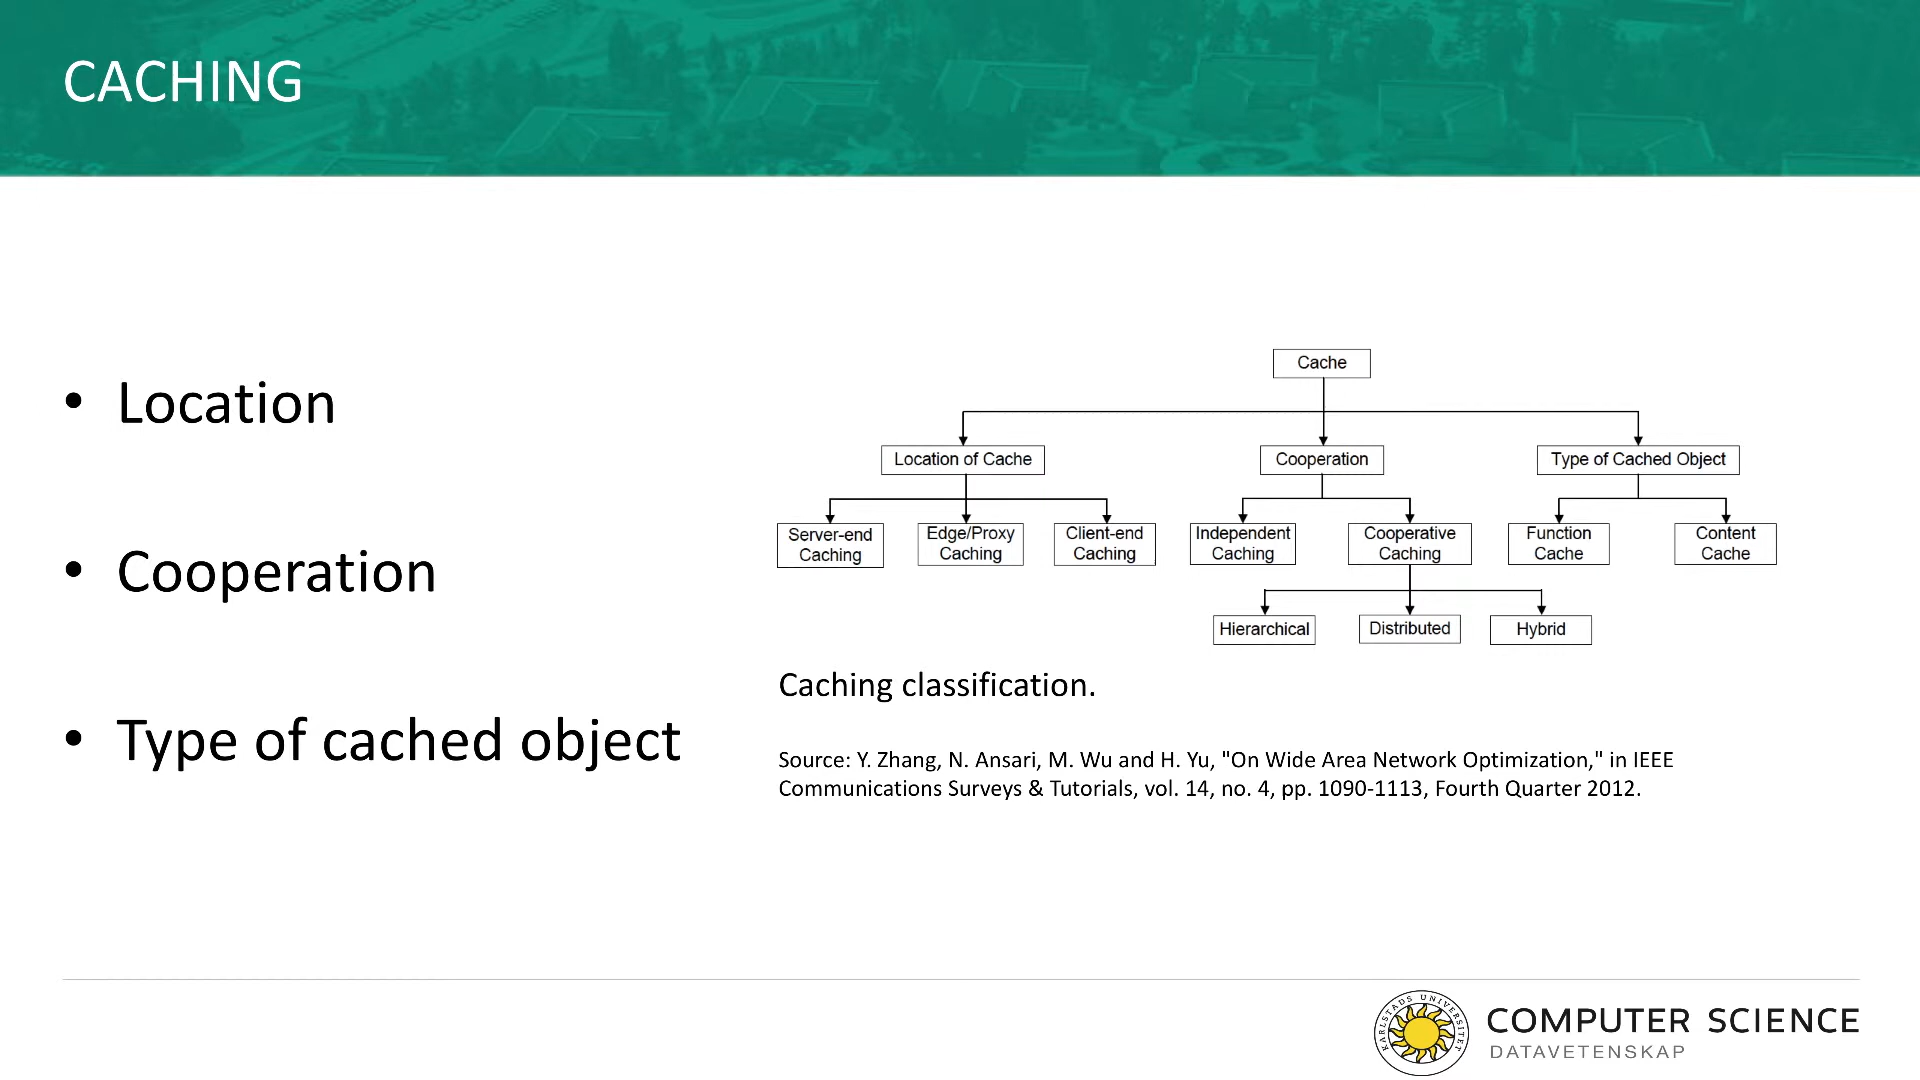 CACHING
• Location
• Cooperation
• Type of cached object
Cache
Location of Cache
Cooperation
Type of Cached Object
Server-end
Caching
Edge/Proxy
Caching
Client-end
Caching
Independent
Caching
Cooperative
Caching
Function
Cache
Content
Cache
Hierarchical
Distributed
Hybrid
Caching classification.
Source: Y. Zhang, N. Ansari, M. Wu and H. Yu, "On Wide Area Network Optimization," in IEEE
Communications Surveys & Tutorials, vol. 14, no. 4, pp. 1090-1113, Fourth Quarter 2012.
KARLSTADS UNIVERSITET
COMPUTER SCIENCE
DATAVETENSKAP